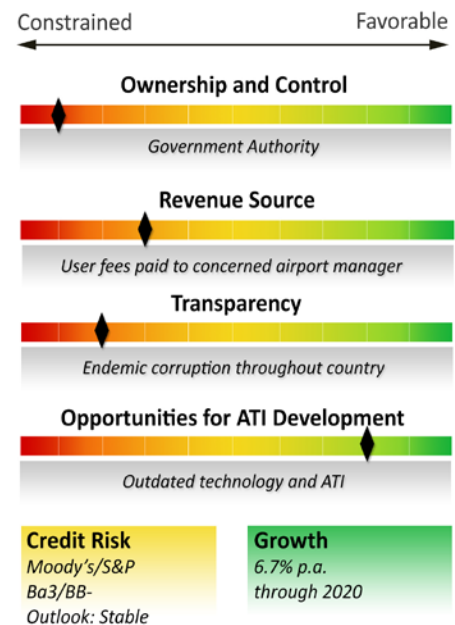 Constrained Favorable
Ownership and Control
Government Authority
Revenue Source
User fees paid to concerned airport manager
Transparency
Endemic corruption throughout country
Opportunities for ATI Development
Outdated technology and ATI
Credit Risk
Moody's/S&P
Ba3/BB-
Outlook: Stable
Growth
6.7% p.a.
through 2020